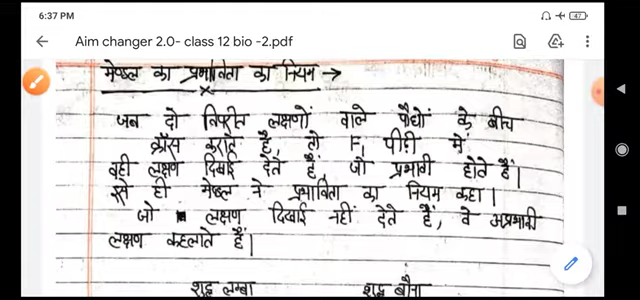 6:37 PM
47
Aim changer 2.0- class 12 bio -2.pdf
मेण्डल का प्रभाविता का नियम →
जब दो विपरीत लक्षणों वाले पौधों के बीच
क्रॉस कराते हैं, तो F₁ पीढी में
वही लक्षण दिखाई देते हैं जो प्रभावी होते हैं।
इसे ही मेण्डल ने प्रभाविता का नियम कहा।
जो लक्षण दिखाई नहीं देते हैं, वे अप्रभावी
लक्षण कहलाते हैं।
शुद्ध लम्बा शुद्ध बौना